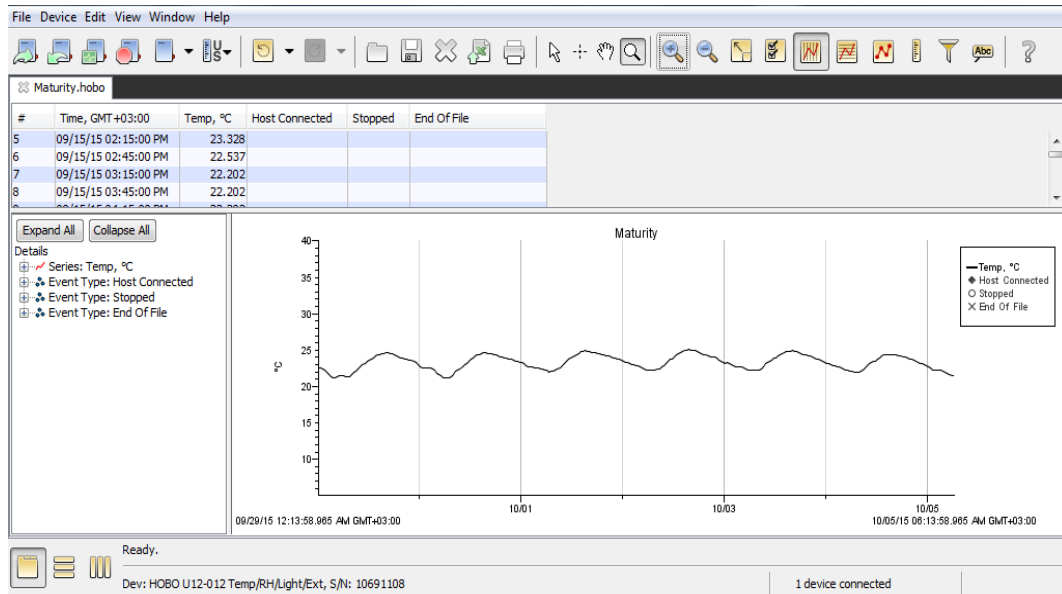 File Device Edit View Window Help
Abc
Maturity.hobo
# Time, GMT+03:00 Temp, °C Host Connected Stopped End Of File
5 09/15/15 02:15:00 PM 23.328
6 09/15/15 02:45:00 PM 22.537
7 09/15/15 03:15:00 PM 22.202
8 09/15/15 03:45:00 PM 22.202
Expand All Collapse All
Details
Series: Temp, °C
Event Type: Host Connected
Event Type: Stopped
Event Type: End Of File
Maturity
40
35
30
25
20
15
10
°C
10/01 10/03 10/05
09/29/15 12:13:58.965 AM GMT+03:00 10/05/15 06:13:58.965 AM GMT+03:00
Temp, °C
Host Connected
Stopped
End Of File
Ready.
Dev: HOBO U12-012 Temp/RH/Light/Ext, S/N: 10691108 1 device connected